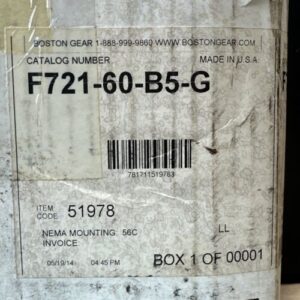 BOSTON GEAR 1-888-999-9860 WWW.BOSTONGEAR.COM
CATALOG NUMBER MADE IN U.S.A.
F721-60-B5-G
781711519783
ITEM CODE: 51978
NEMA MOUNTING: 56C LL
INVOICE
05/19/14 04:45 PM BOX 1 OF 00001